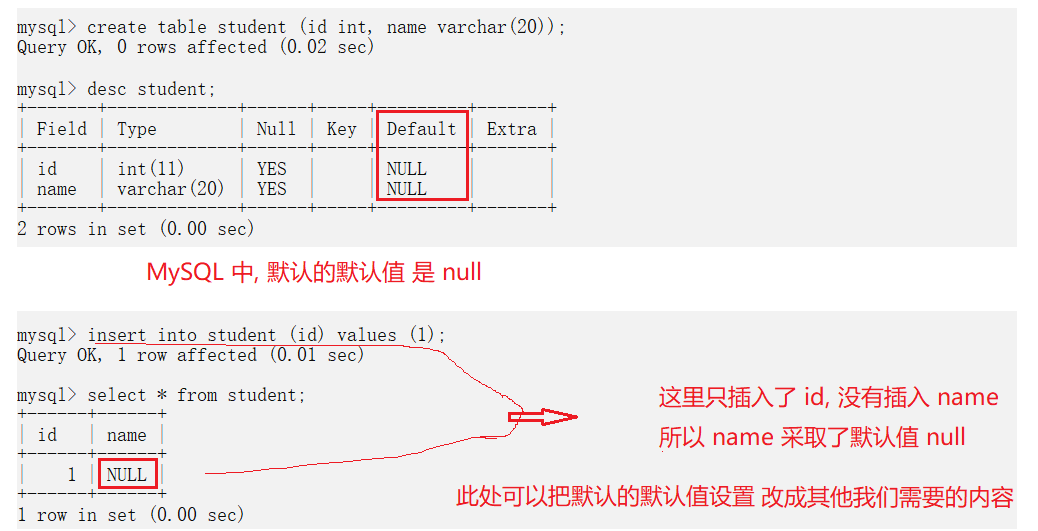 mysql> create table student (id int, name varchar(20));
Query OK, 0 rows affected (0.02 sec)
mysql> desc student;
+-------+-------------+------+-----+---------+-------+
| Field | Type | Null | Key | Default | Extra |
+-------+-------------+------+-----+---------+-------+
| id | int(11) | YES | | NULL | |
| name | varchar(20) | YES | | NULL | |
+-------+-------------+------+-----+---------+-------+
2 rows in set (0.00 sec)
MySQL 中, 默认的默认值 是 null
mysql> insert into student (id) values (1);
Query OK, 1 row affected (0.01 sec)
mysql> select * from student;
+------+------+
| id | name |
+------+------+
| 1 | NULL |
+------+------+
1 row in set (0.00 sec)
这里只插入了 id, 没有插入 name
所以 name 采取了默认值 null
此处可以把默认的默认值设置 改成其他我们需要的内容